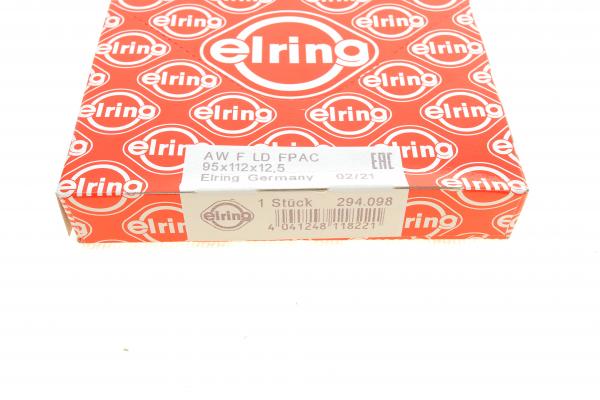 elring
AW F LD FPAC
95x112x12,5
Elring Germany 02/21
EAC
elring
1 Stück 294.098
4 041248 118221